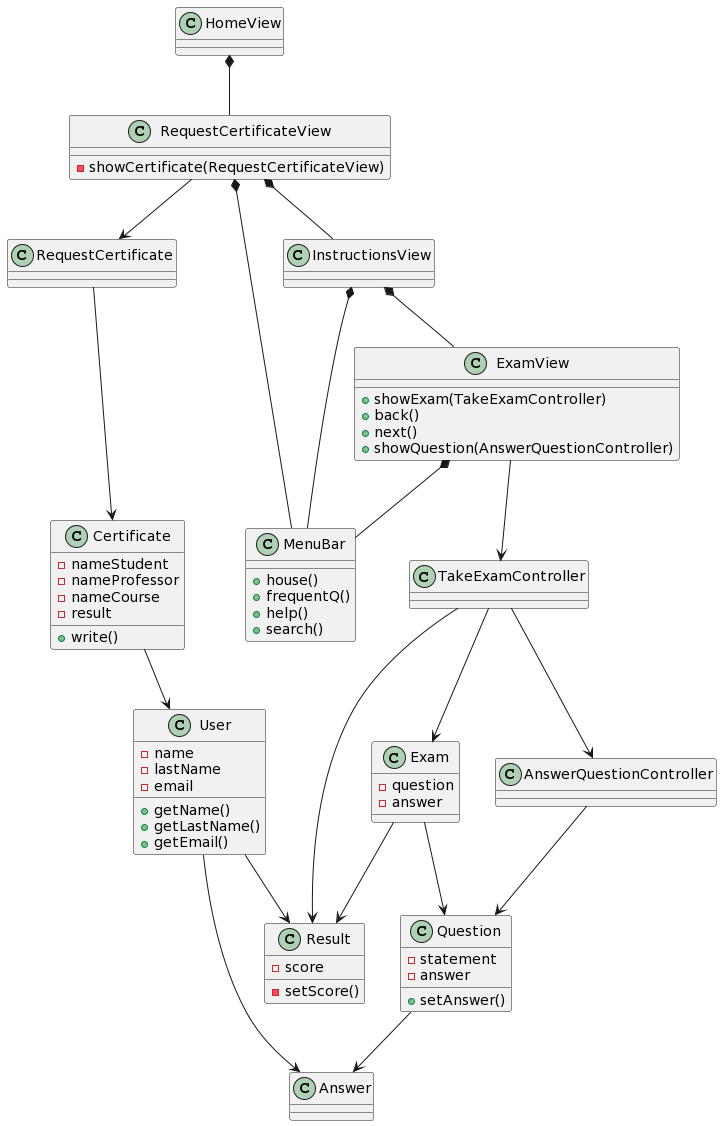 C HomeView
C RequestCertificateView
showCertificate(RequestCertificateView)
C RequestCertificate
C InstructionsView
C ExamView
showExam(TakeExamController)
back()
next()
showQuestion(AnswerQuestionController)
C Certificate
nameStudent
nameProfessor
nameCourse
result
write()
C MenuBar
house()
frequentQ()
help()
search()
C TakeExamController
C User
name
lastName
email
getName()
getLastName()
getEmail()
C Exam
question
answer
C AnswerQuestionController
C Result
score
setScore()
C Question
statement
answer
setAnswer()
C Answer